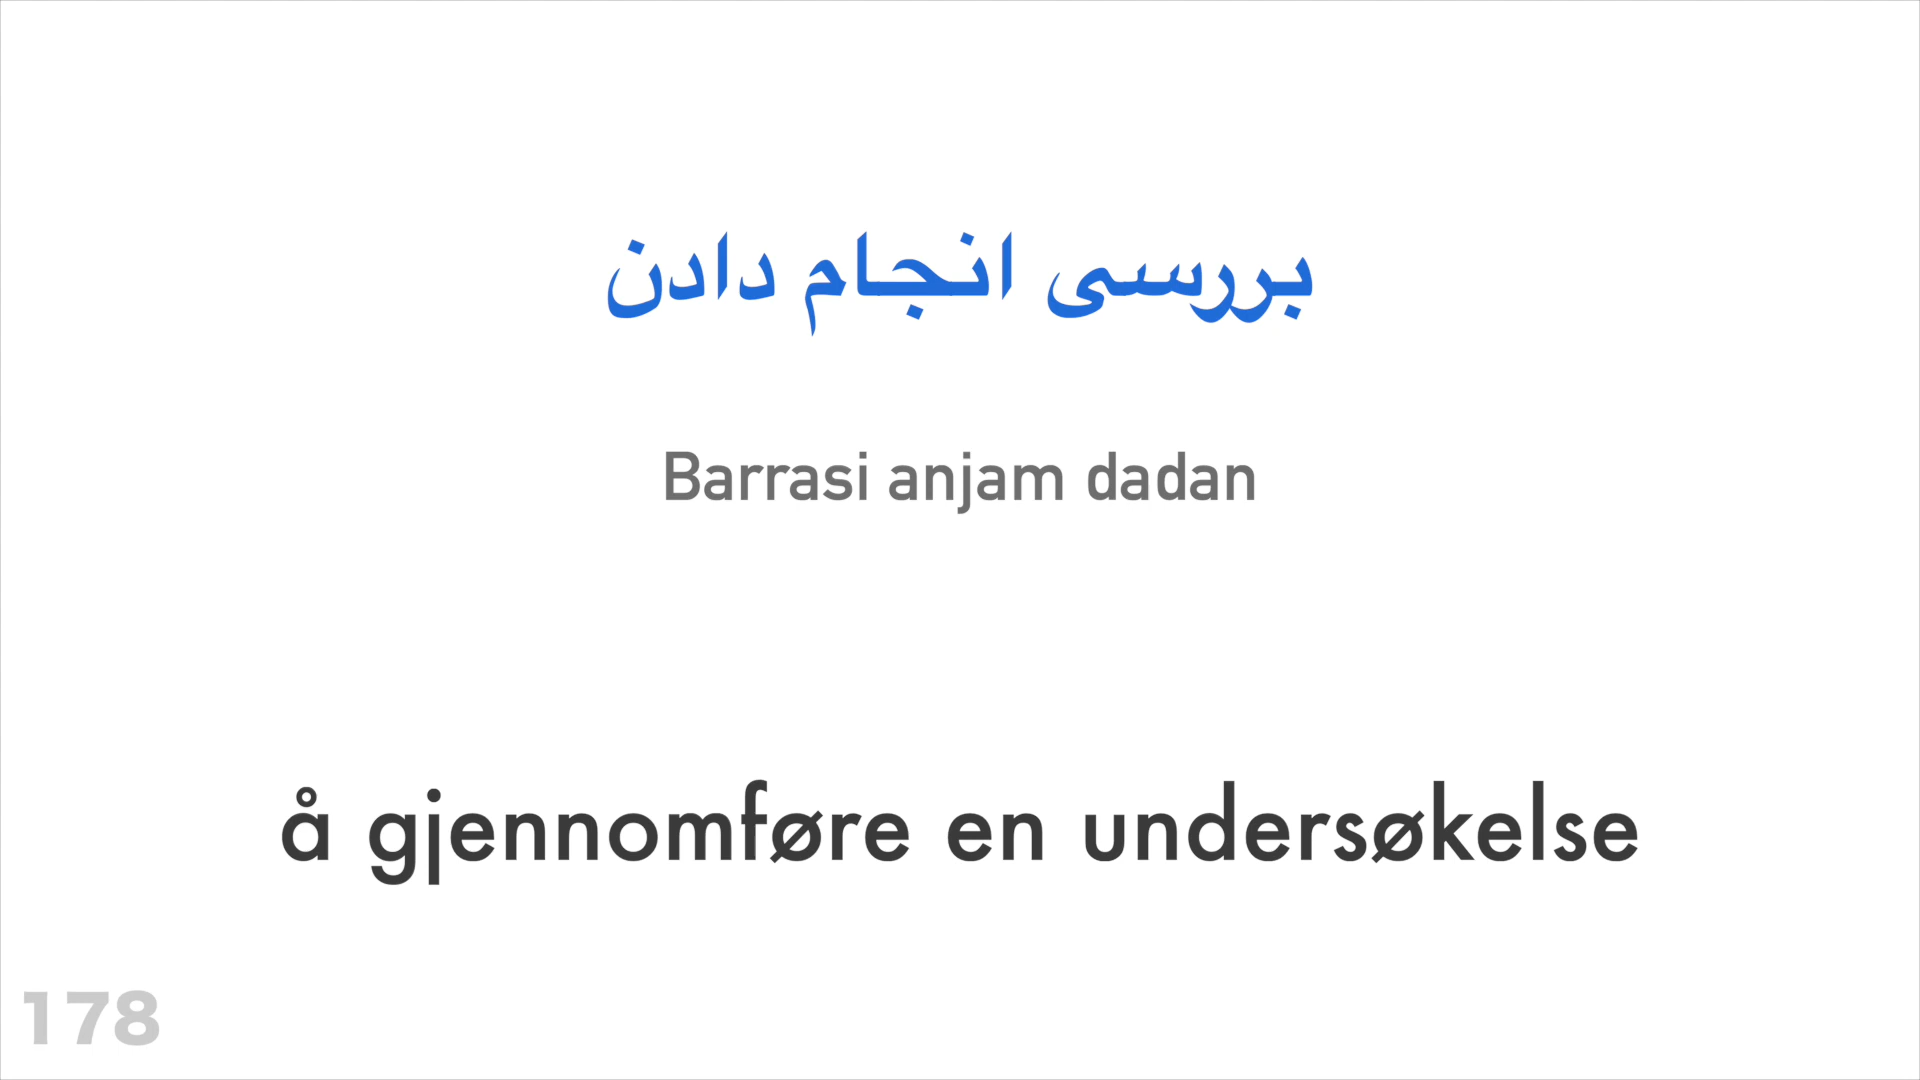 بررسی انجام دادن
Barrasi anjam dadan
å gjennomføre en undersøkelse
178